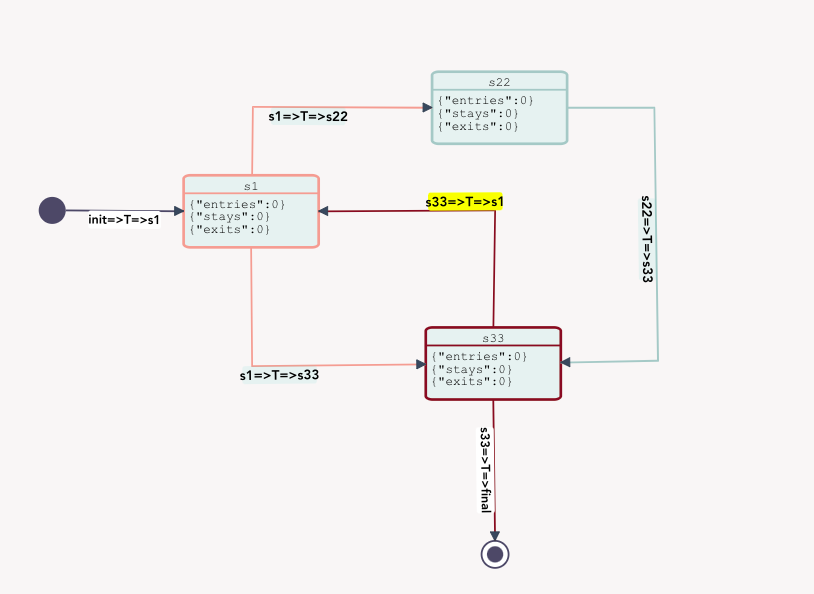 s22
{"entries":0}
{"stays":0}
{"exits":0}
s1=>T=>s22
s1
{"entries":0}
{"stays":0}
{"exits":0}
init=>T=>s1
s33=>T=>s1
s22=>T=>s33
s33
{"entries":0}
{"stays":0}
{"exits":0}
s1=>T=>s33
s33=>T=>final